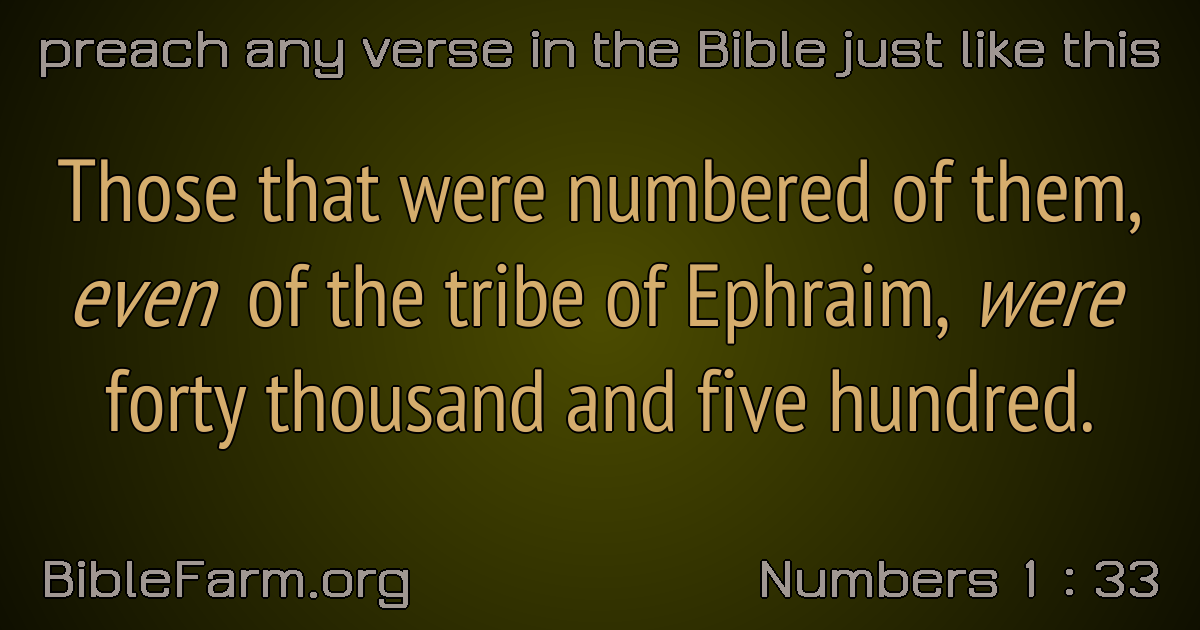 preach any verse in the Bible just like this
Those that were numbered of them,
even of the tribe of Ephraim, were
forty thousand and five hundred.
BibleFarm.org
Numbers 1 : 33